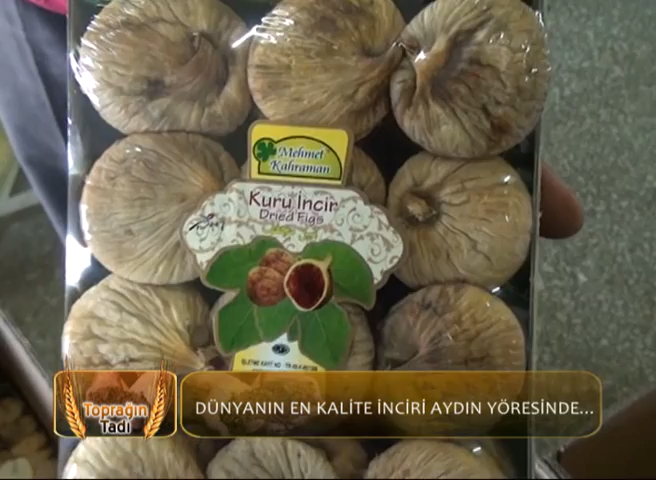 Mehmet
Kahraman
Kuru İncir
Dried Figs
Toprağın
Tadı
DÜNYANIN EN KALİTE İNCİRİ AYDIN YÖRESİNDE...